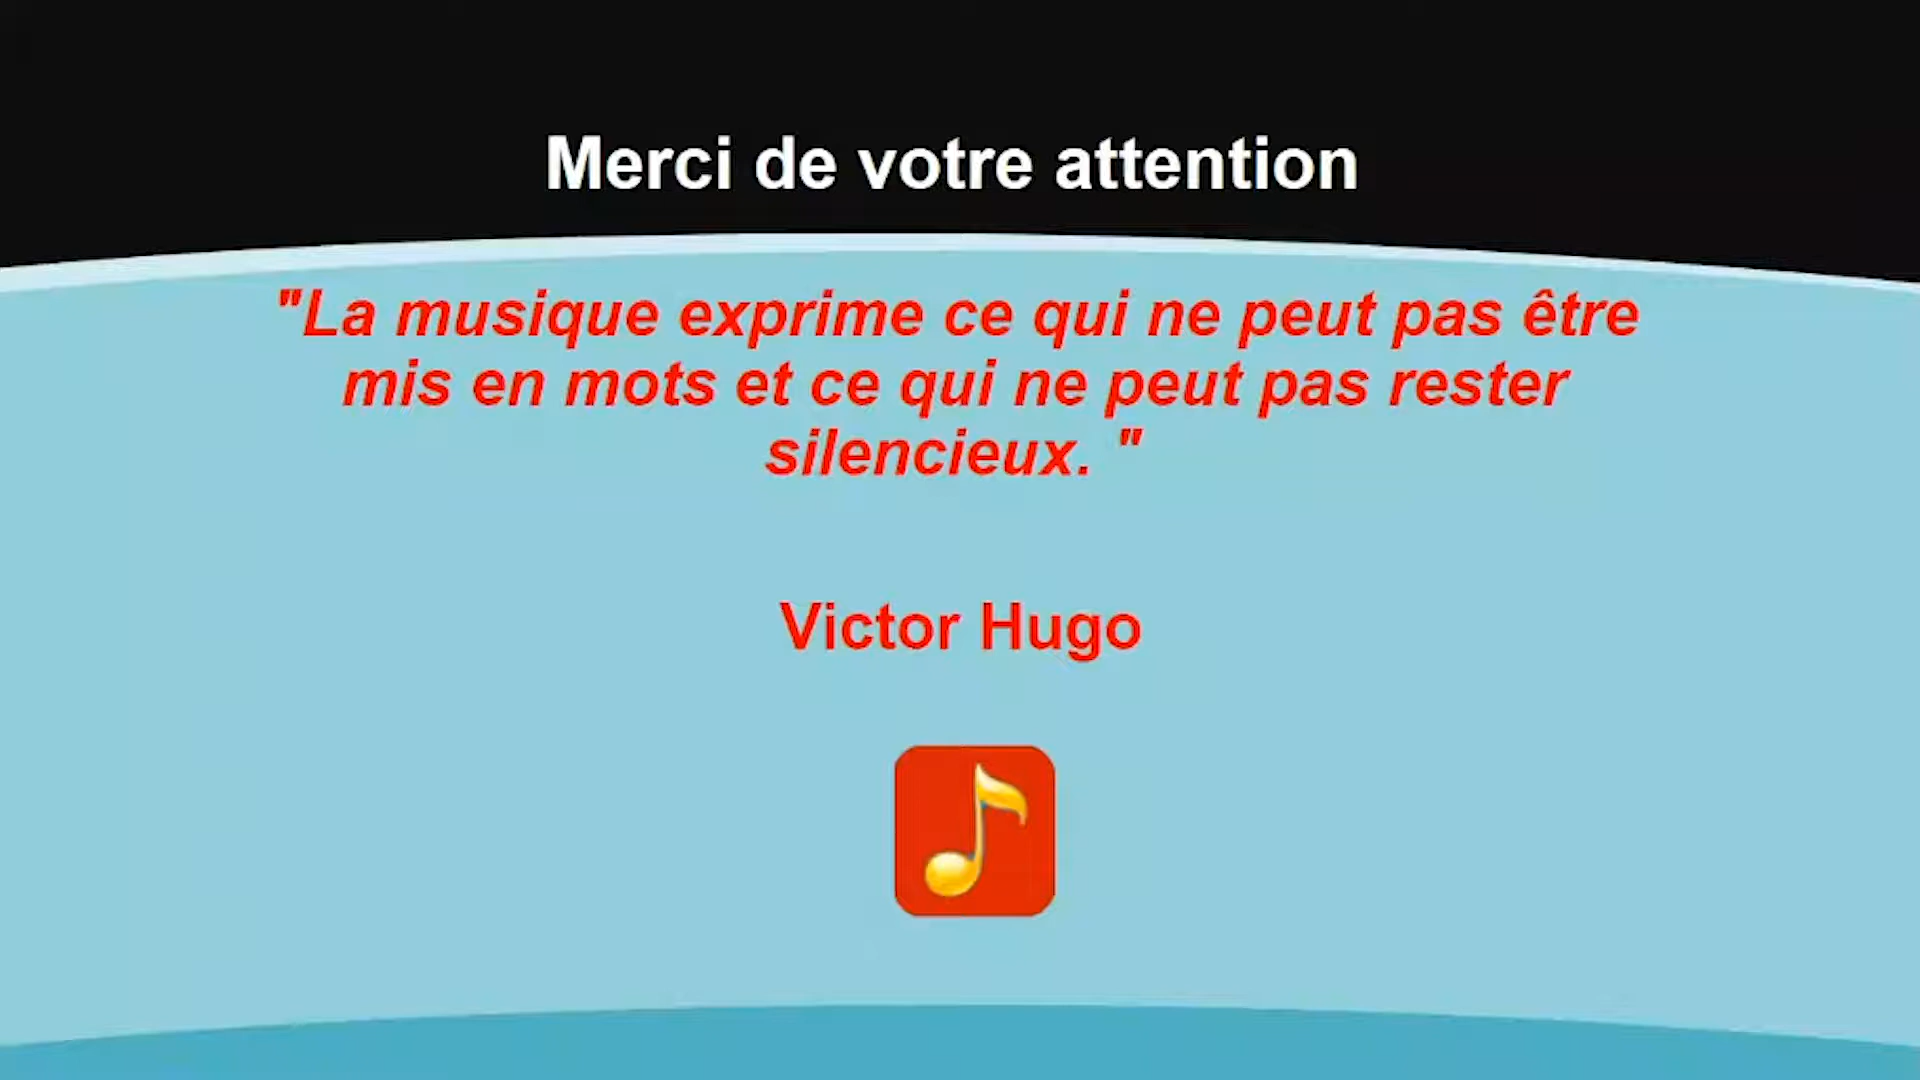 Merci de votre attention
"La musique exprime ce qui ne peut pas être
mis en mots et ce qui ne peut pas rester
silencieux. "
Victor Hugo